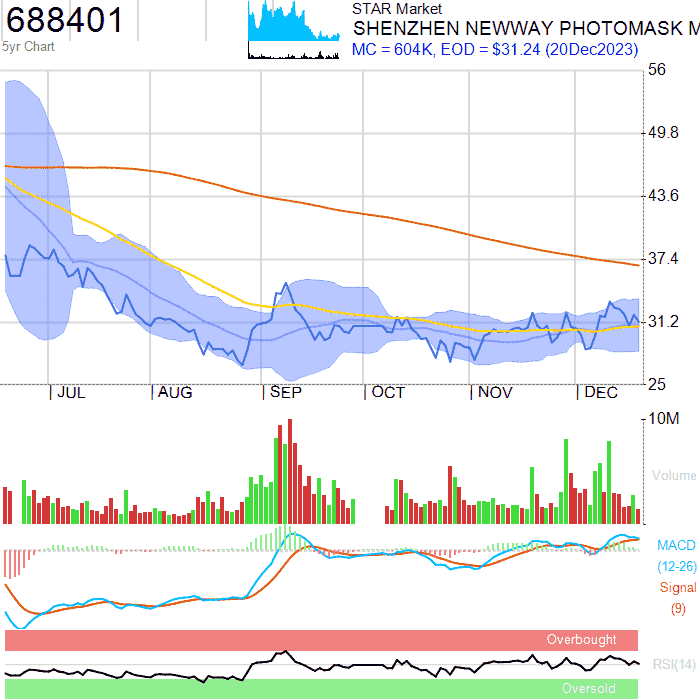 688401
5yr Chart
STAR Market
SHENZHEN NEWWAY PHOTOMASK M
MC = 604K, EOD = $31.24 (20Dec2023)
56
49.8
43.6
37.4
31.2
25
JUL AUG SEP OCT NOV DEC
10M
Volume
MACD
(12-26)
Signal
(9)
Overbought
RSI(14)
Oversold